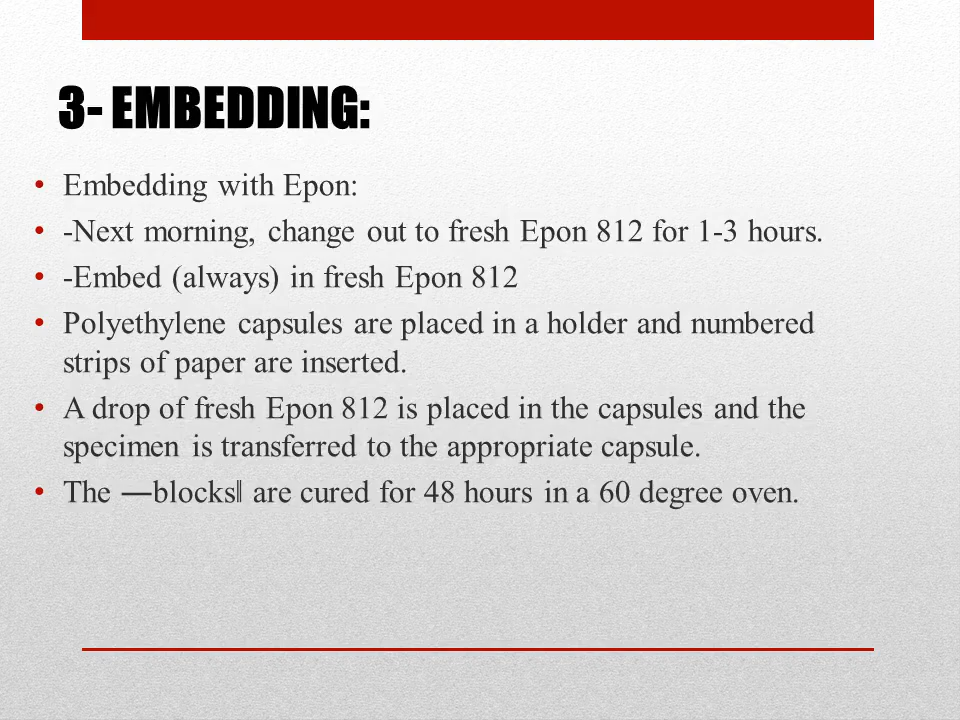 3- EMBEDDING:
• Embedding with Epon:
• -Next morning, change out to fresh Epon 812 for 1-3 hours.
• -Embed (always) in fresh Epon 812
• Polyethylene capsules are placed in a holder and numbered
strips of paper are inserted.
• A drop of fresh Epon 812 is placed in the capsules and the
specimen is transferred to the appropriate capsule.
• The ―blocks‖ are cured for 48 hours in a 60 degree oven.